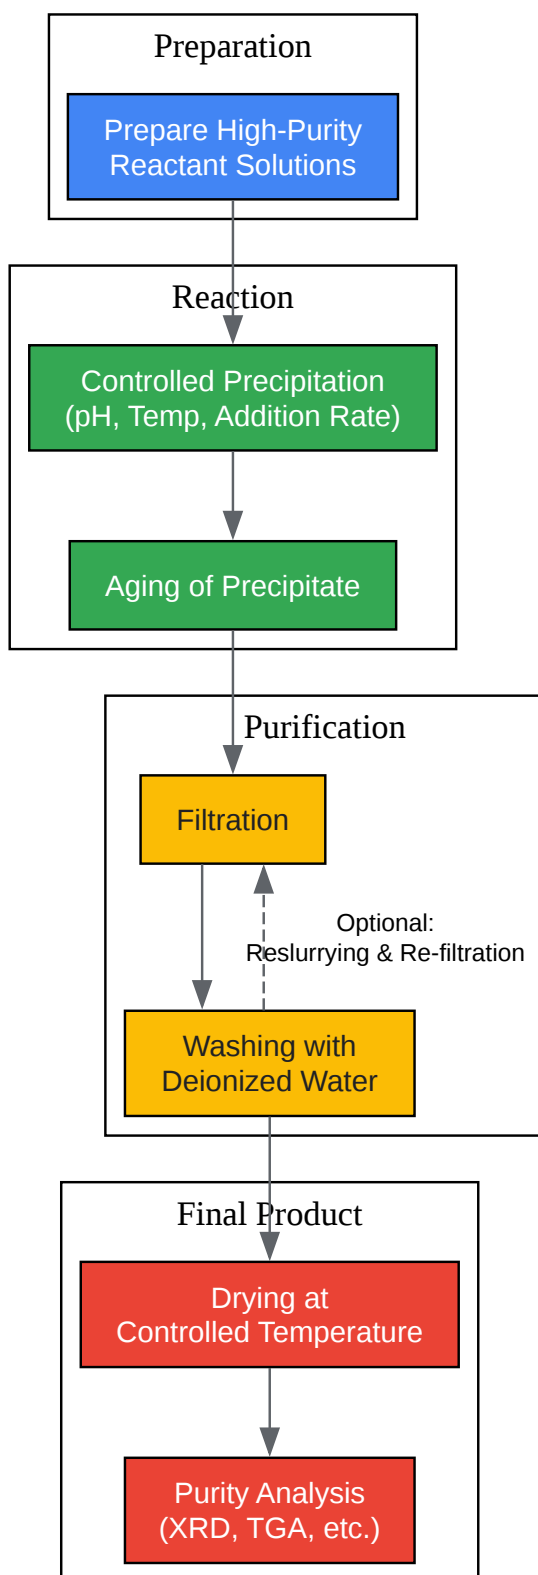 Preparation
Prepare High-Purity
Reactant Solutions
Reaction
Controlled Precipitation
(pH, Temp, Addition Rate)
Aging of Precipitate
Purification
Filtration
Optional:
Reslurrying & Re-filtration
Washing with
Deionized Water
Final Product
Drying at
Controlled Temperature
Purity Analysis
(XRD, TGA, etc.)